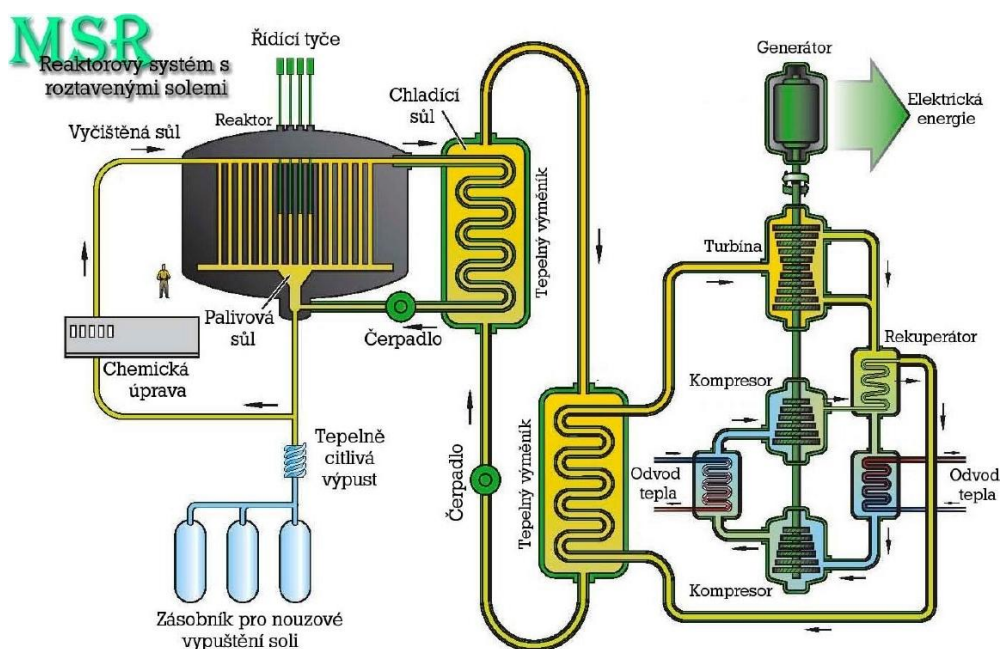 MSR
Reaktorový systém s
roztavenými solemi
Řídící tyče
Reaktor
Vyčištěná sůl
Chladící
sůl
Tepelný výměník
Palivová
sůl
Čerpadlo
Chemická
úprava
Tepelně
citlivá
výpust
Zásobník pro nouzové
vypuštění soli
Čerpadlo
Tepelný výměník
Generátor
Elektrická
energie
Turbína
Rekuperátor
Kompresor
Odvod
tepla
Odvod
tepla
Kompresor